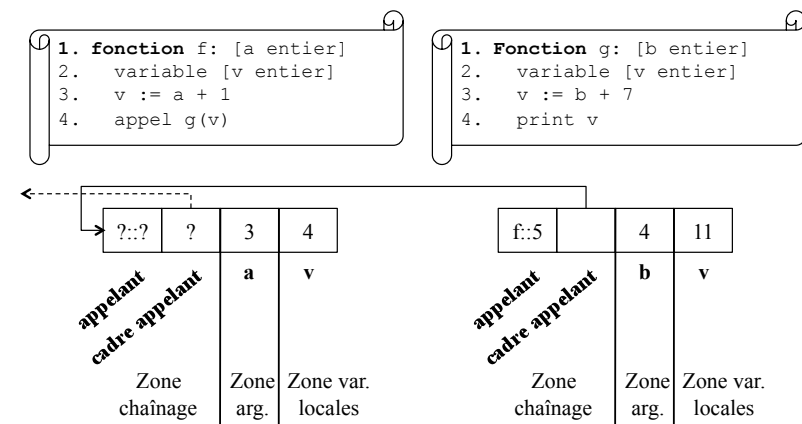 1. fonction f: [a entier]
2. variable [v entier]
3. v := a + 1
4. appel g(v)
1. Fonction g: [b entier]
2. variable [v entier]
3. v := b + 7
4. print v
?::? ? 3 4
a v
appelant
cadre appelant
Zone chaînage
Zone arg.
Zone var. locales
f::5 4 11
b v
appelant
cadre appelant
Zone chaînage
Zone arg.
Zone var. locales